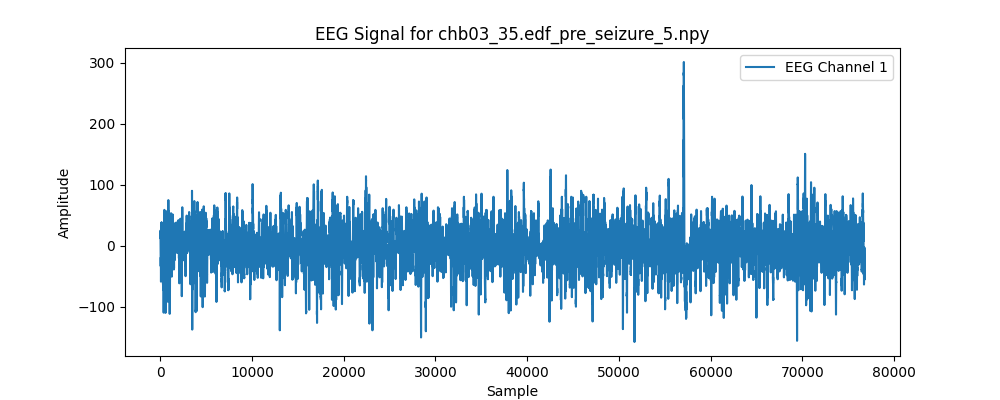 EEG Signal for chb03_35.edf_pre_seizure_5.npy
EEG Channel 1
300
200
100
0
−100
Amplitude
0 10000 20000 30000 40000 50000 60000 70000 80000
Sample